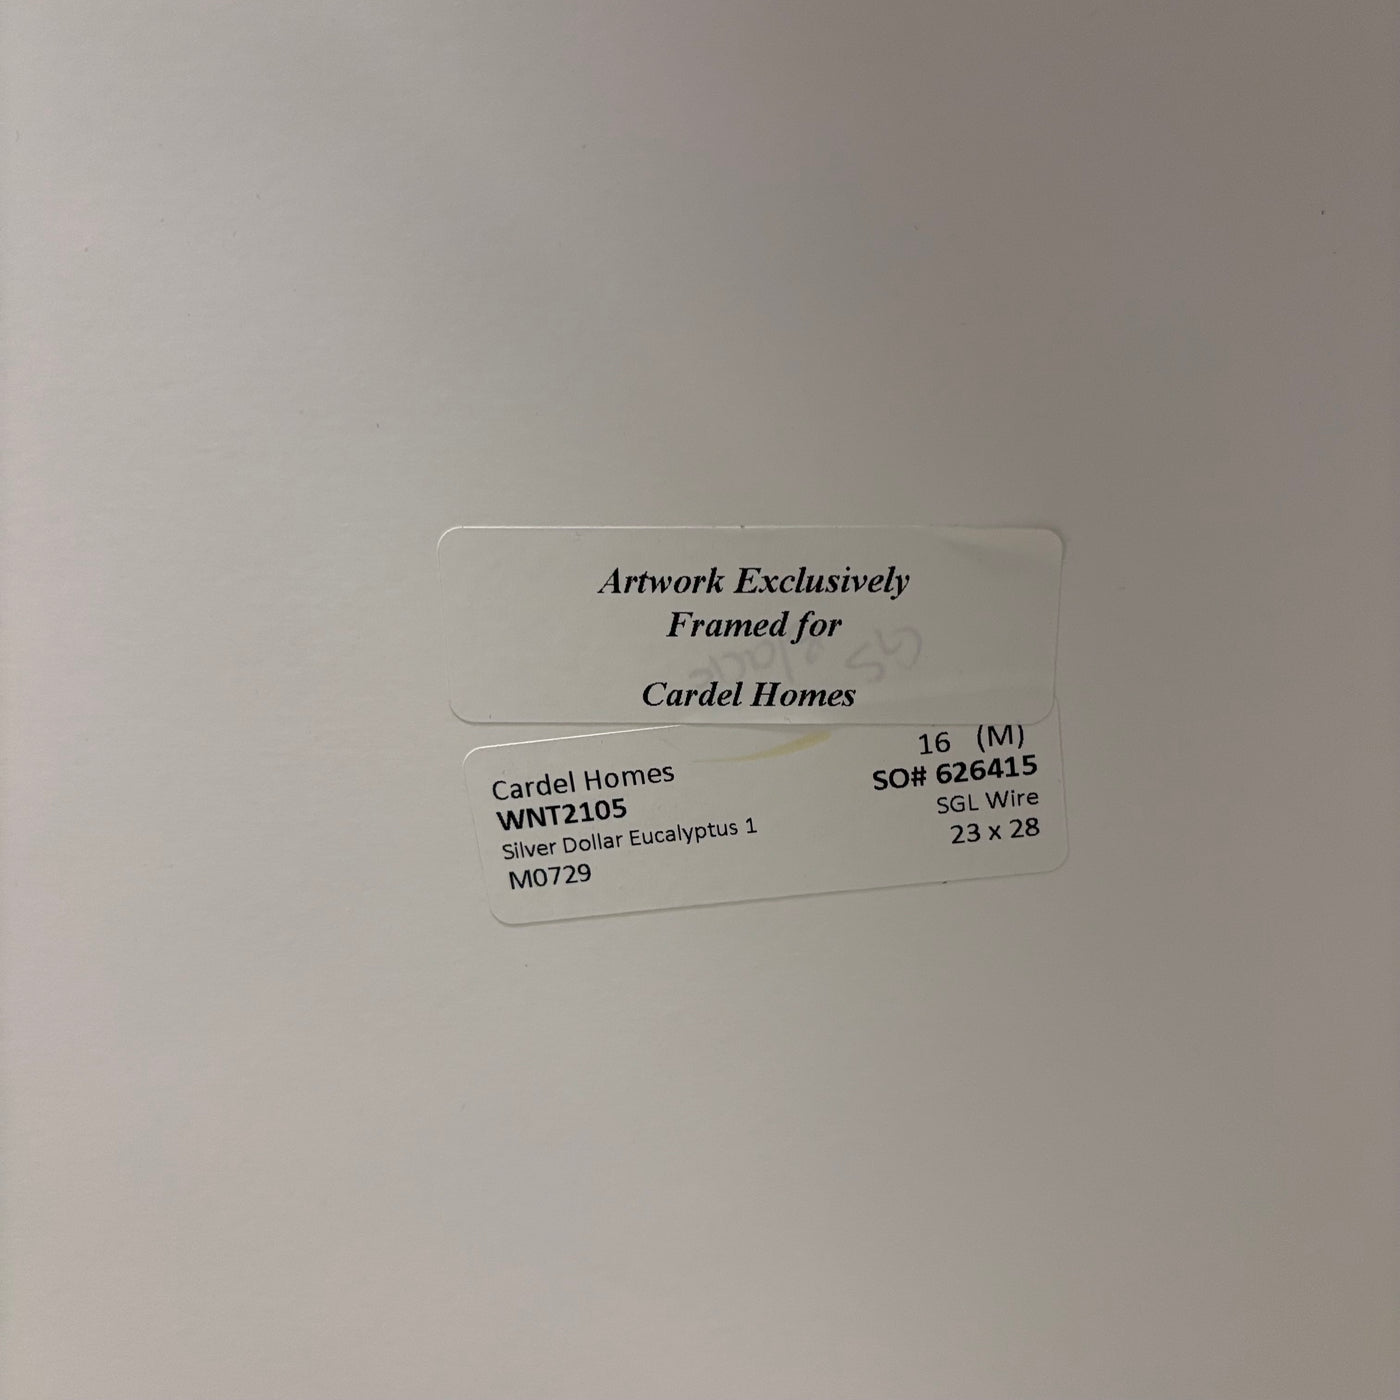 Artwork Exclusively
Framed for
Cardel Homes
16 (M)
Cardel Homes
SO# 626415
WNT2105
SGL Wire
Silver Dollar Eucalyptus 1
23 x 28
M0729